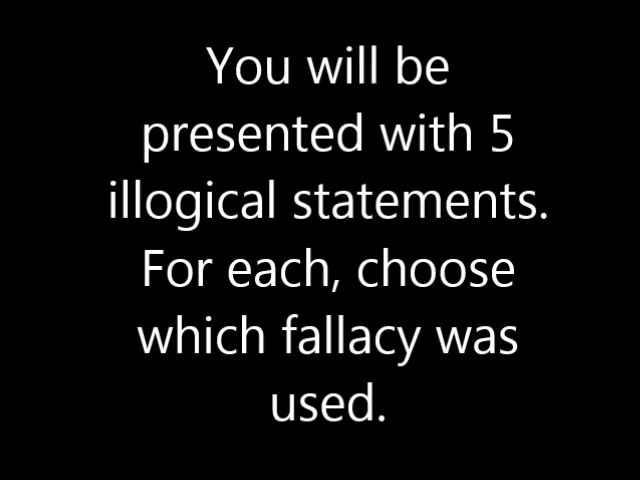 You will be
presented with 5
illogical statements.
For each, choose
which fallacy was
used.